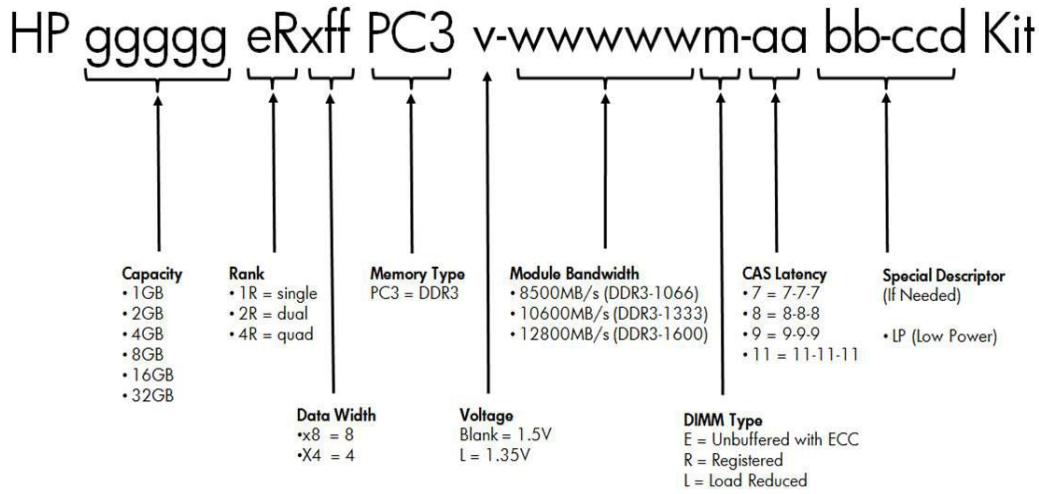 HP ggggg eRxff PC3 v-wwwwwm-aa bb-ccd Kit
Capacity
• 1GB
• 2GB
• 4GB
• 8GB
• 16GB
• 32GB
Rank
• 1R = single
• 2R = dual
• 4R = quad
Memory Type
PC3 = DDR3
Module Bandwidth
• 8500MB/s (DDR3-1066)
• 10600MB/s (DDR3-1333)
• 12800MB/s (DDR3-1600)
CAS Latency
• 7 = 7-7-7
• 8 = 8-8-8
• 9 = 9-9-9
• 11 = 11-11-11
Special Descriptor
(If Needed)
• LP (Low Power)
Data Width
•x8 = 8
•X4 = 4
Voltage
Blank = 1.5V
L = 1.35V
DIMM Type
E = Unbuffered with ECC
R = Registered
L = Load Reduced